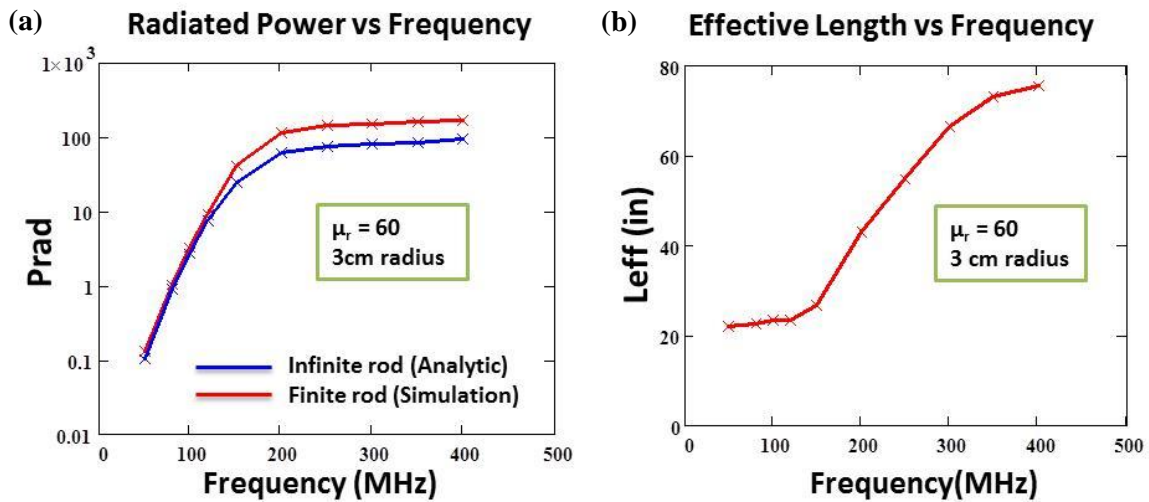 (a) Radiated Power vs Frequency
1×10³
100
10
1
0.1
0.01
Prad
μr = 60
3cm radius
Infinite rod (Analytic)
Finite rod (Simulation)
0 100 200 300 400 500
Frequency (MHz)
(b) Effective Length vs Frequency
80
60
40
20
0
Leff (in)
μr = 60
3 cm radius
0 100 200 300 400 500
Frequency(MHz)